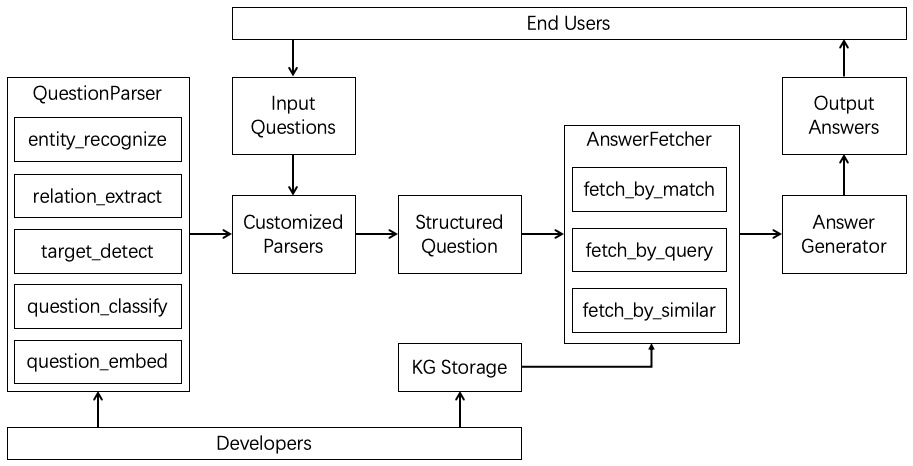 End Users
QuestionParser
entity_recognize
relation_extract
target_detect
question_classify
question_embed
Input
Questions
Customized
Parsers
Structured
Question
AnswerFetcher
fetch_by_match
fetch_by_query
fetch_by_similar
Output
Answers
Answer
Generator
KG Storage
Developers